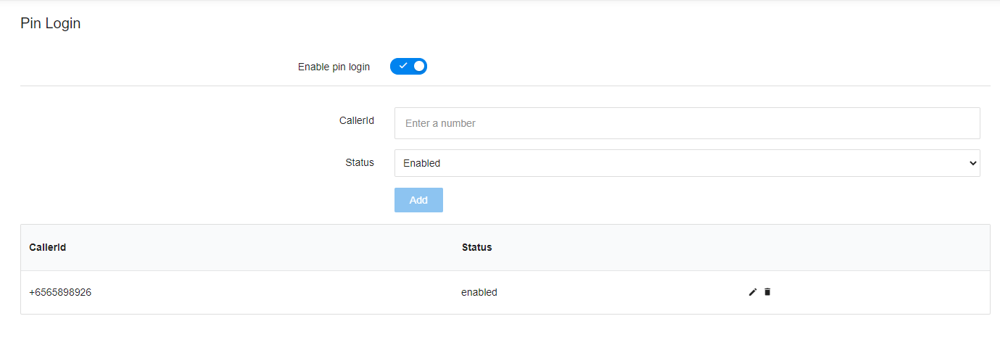 Pin Login
Enable pin login
CallerId
Enter a number
Status
Enabled
Add
CallerId Status
+6565898926 enabled